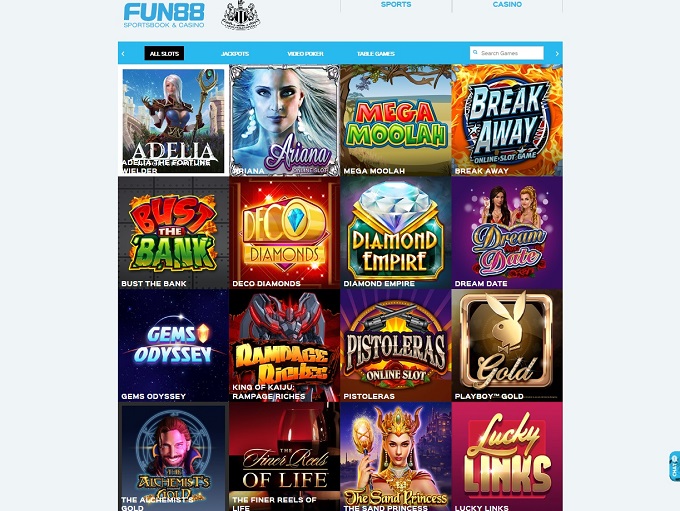 FUN88
SPORTSBOOK & CASINO
SPORTS
CASINO
ALL SLOTS
JACKPOTS
VIDEO POKER
TABLE GAMES
Search Games
ADELIA
ADELIA THE FORTUNE
WIELDER
Ariana
ONLINE SLOT
ARIANA
MEGA
MOOLAH
MEGA MOOLAH
BREAK
AWAY
ONLINE SLOT GAME
BREAK AWAY
BUST
THE
BANK
BUST THE BANK
DECO
DIAMONDS
DECO DIAMONDS
DIAMOND
EMPIRE
DIAMOND EMPIRE
Dream
Date
DREAM DATE
GEMS
ODYSSEY
GEMS ODYSSEY
RAMPAGE
RICHES
KING OF KAIJU:
RAMPAGE RICHES
PISTOLERAS
ONLINE SLOT
PISTOLERAS
Gold
PLAYBOY™ GOLD
THE
ALCHEMIST'S
GOLD
THE ALCHEMIST'S
GOLD
THE
FINER REELS
OF LIFE
THE FINER REELS OF
LIFE
The Sand Princess
THE SAND PRINCESS
Lucky
LINKS
LUCKY LINKS
CHAT